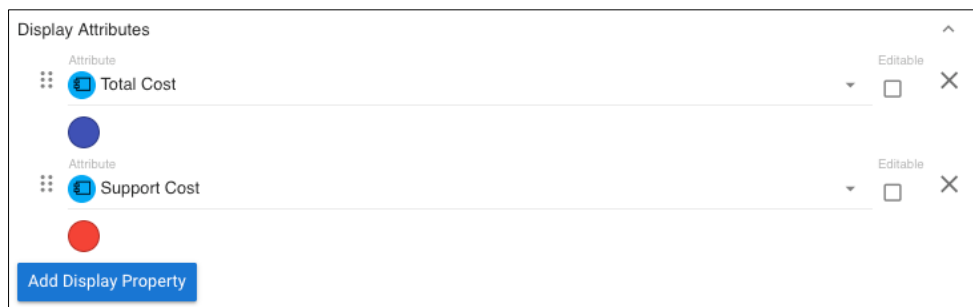 Display Attributes
Attribute
Editable
Total Cost
Attribute
Editable
Support Cost
Add Display Property